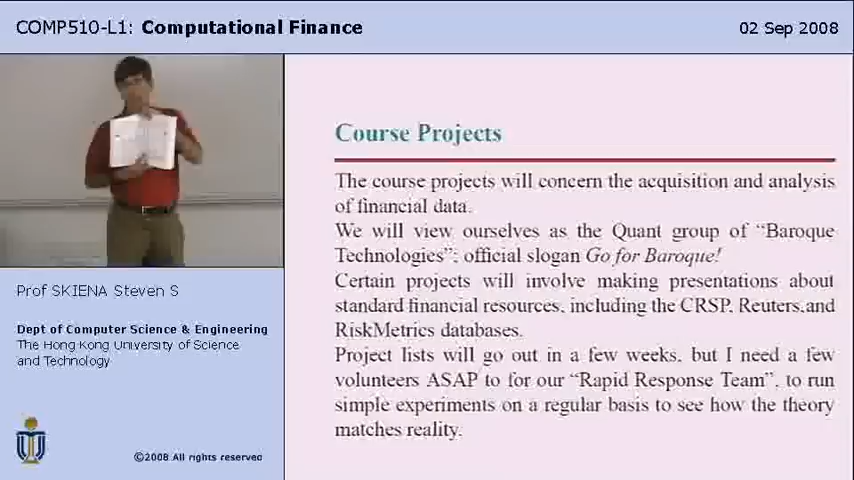 COMP510-L1: Computational Finance
02 Sep 2008
Course Projects
The course projects will concern the acquisition and analysis
of financial data.
We will view ourselves as the Quant group of “Baroque
Technologies”; official slogan Go for Baroque!
Certain projects will involve making presentations about
standard financial resources, including the CRSP, Reuters,and
RiskMetrics databases.
Project lists will go out in a few weeks, but I need a few
volunteers ASAP to for our “Rapid Response Team”, to run
simple experiments on a regular basis to see how the theory
matches reality.
Prof SKIENA Steven S
Dept of Computer Science & Engineering
The Hong Kong University of Science
and Technology
©2008 All rights reserved